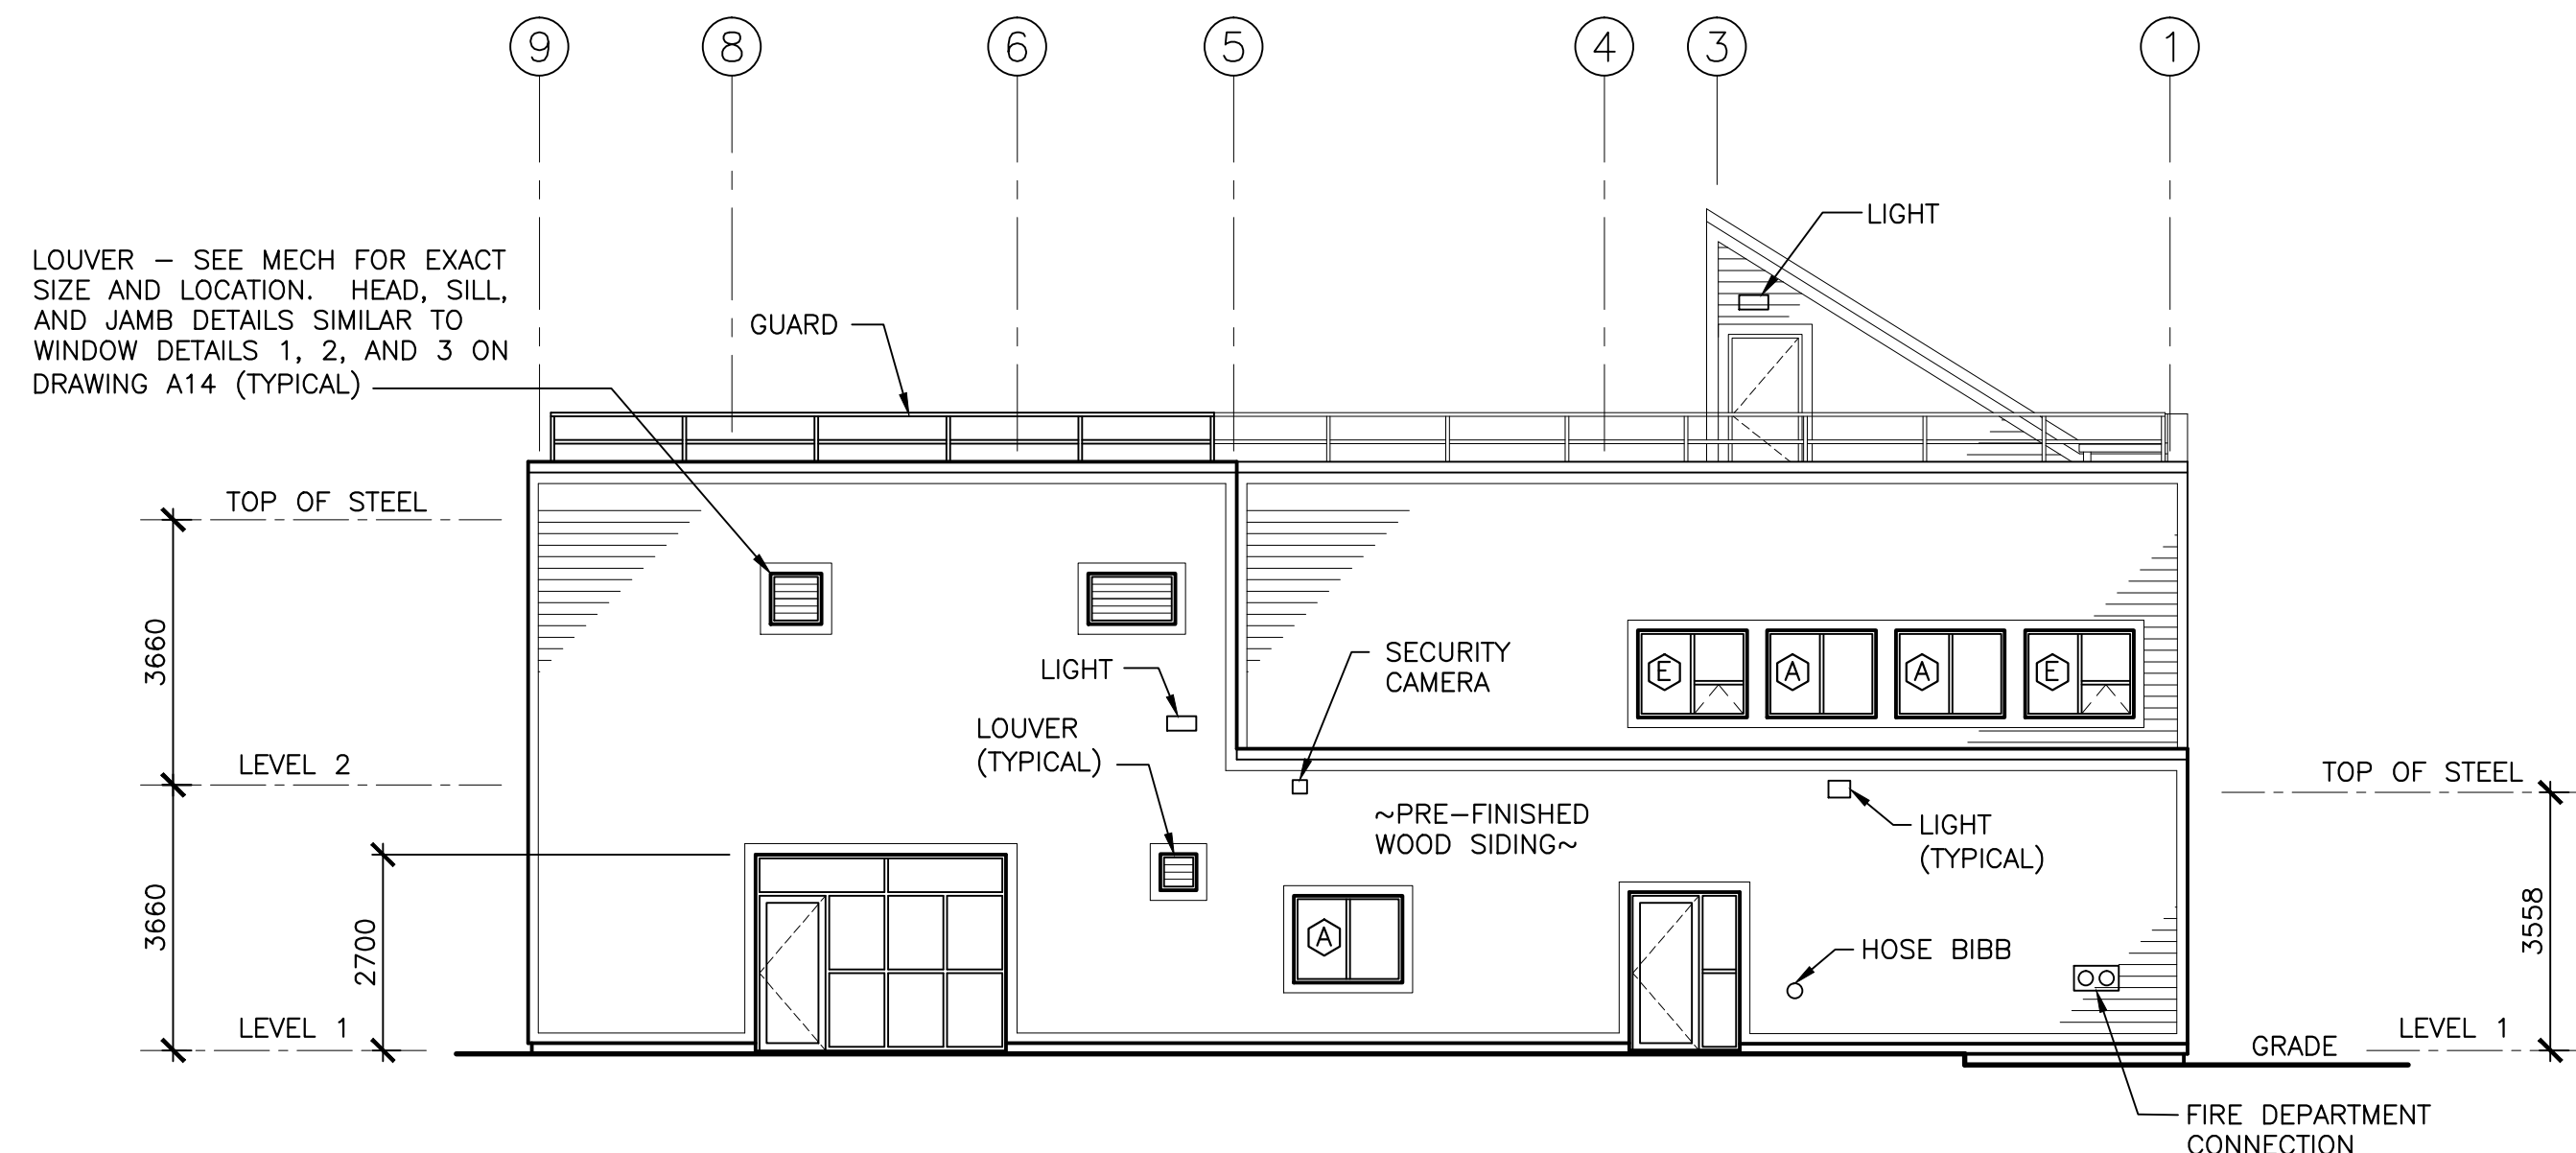 9 8 6 5 4 3 1
LIGHT
LOUVER – SEE MECH FOR EXACT
SIZE AND LOCATION. HEAD, SILL,
AND JAMB DETAILS SIMILAR TO
WINDOW DETAILS 1, 2, AND 3 ON
DRAWING A14 (TYPICAL)
GUARD
TOP OF STEEL
3660
LIGHT
SECURITY
CAMERA
E A A E
LOUVER
(TYPICAL)
LEVEL 2
TOP OF STEEL
~PRE–FINISHED
WOOD SIDING~
LIGHT
(TYPICAL)
3660
2700
A
HOSE BIBB
3558
LEVEL 1
GRADE
LEVEL 1
FIRE DEPARTMENT
CONNECTION